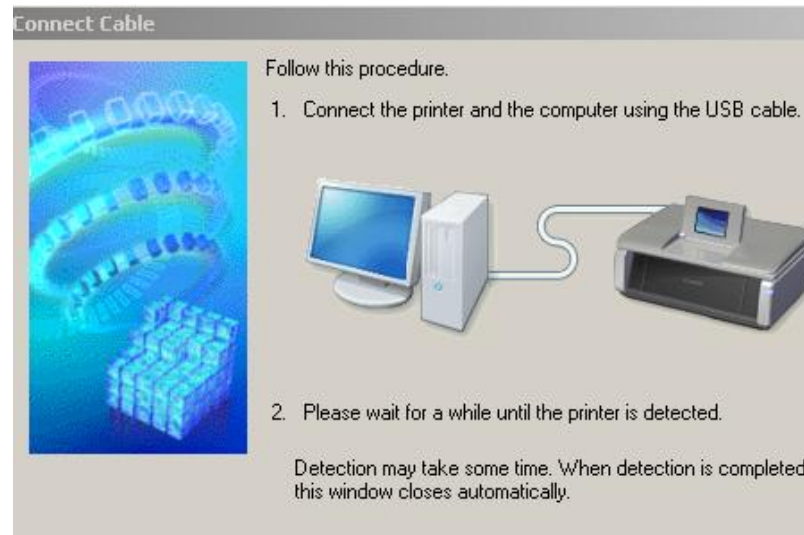 Connect Cable
Follow this procedure.
1. Connect the printer and the computer using the USB cable.
2. Please wait for a while until the printer is detected.
Detection may take some time. When detection is completed
this window closes automatically.